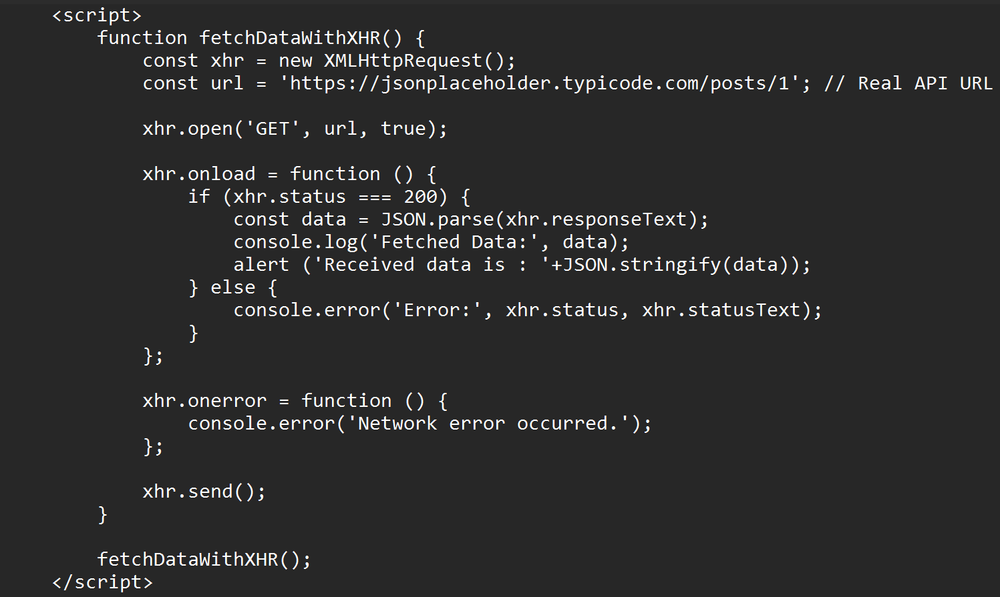 <script>
function fetchDataWithXHR() {
const xhr = new XMLHttpRequest();
const url = 'https://jsonplaceholder.typicode.com/posts/1'; // Real API URL
xhr.open('GET', url, true);
xhr.onload = function () {
if (xhr.status === 200) {
const data = JSON.parse(xhr.responseText);
console.log('Fetched Data:', data);
alert ('Received data is : '+JSON.stringify(data));
} else {
console.error('Error:', xhr.status, xhr.statusText);
}
};
xhr.onerror = function () {
console.error('Network error occurred.');
};
xhr.send();
}
fetchDataWithXHR();
</script>